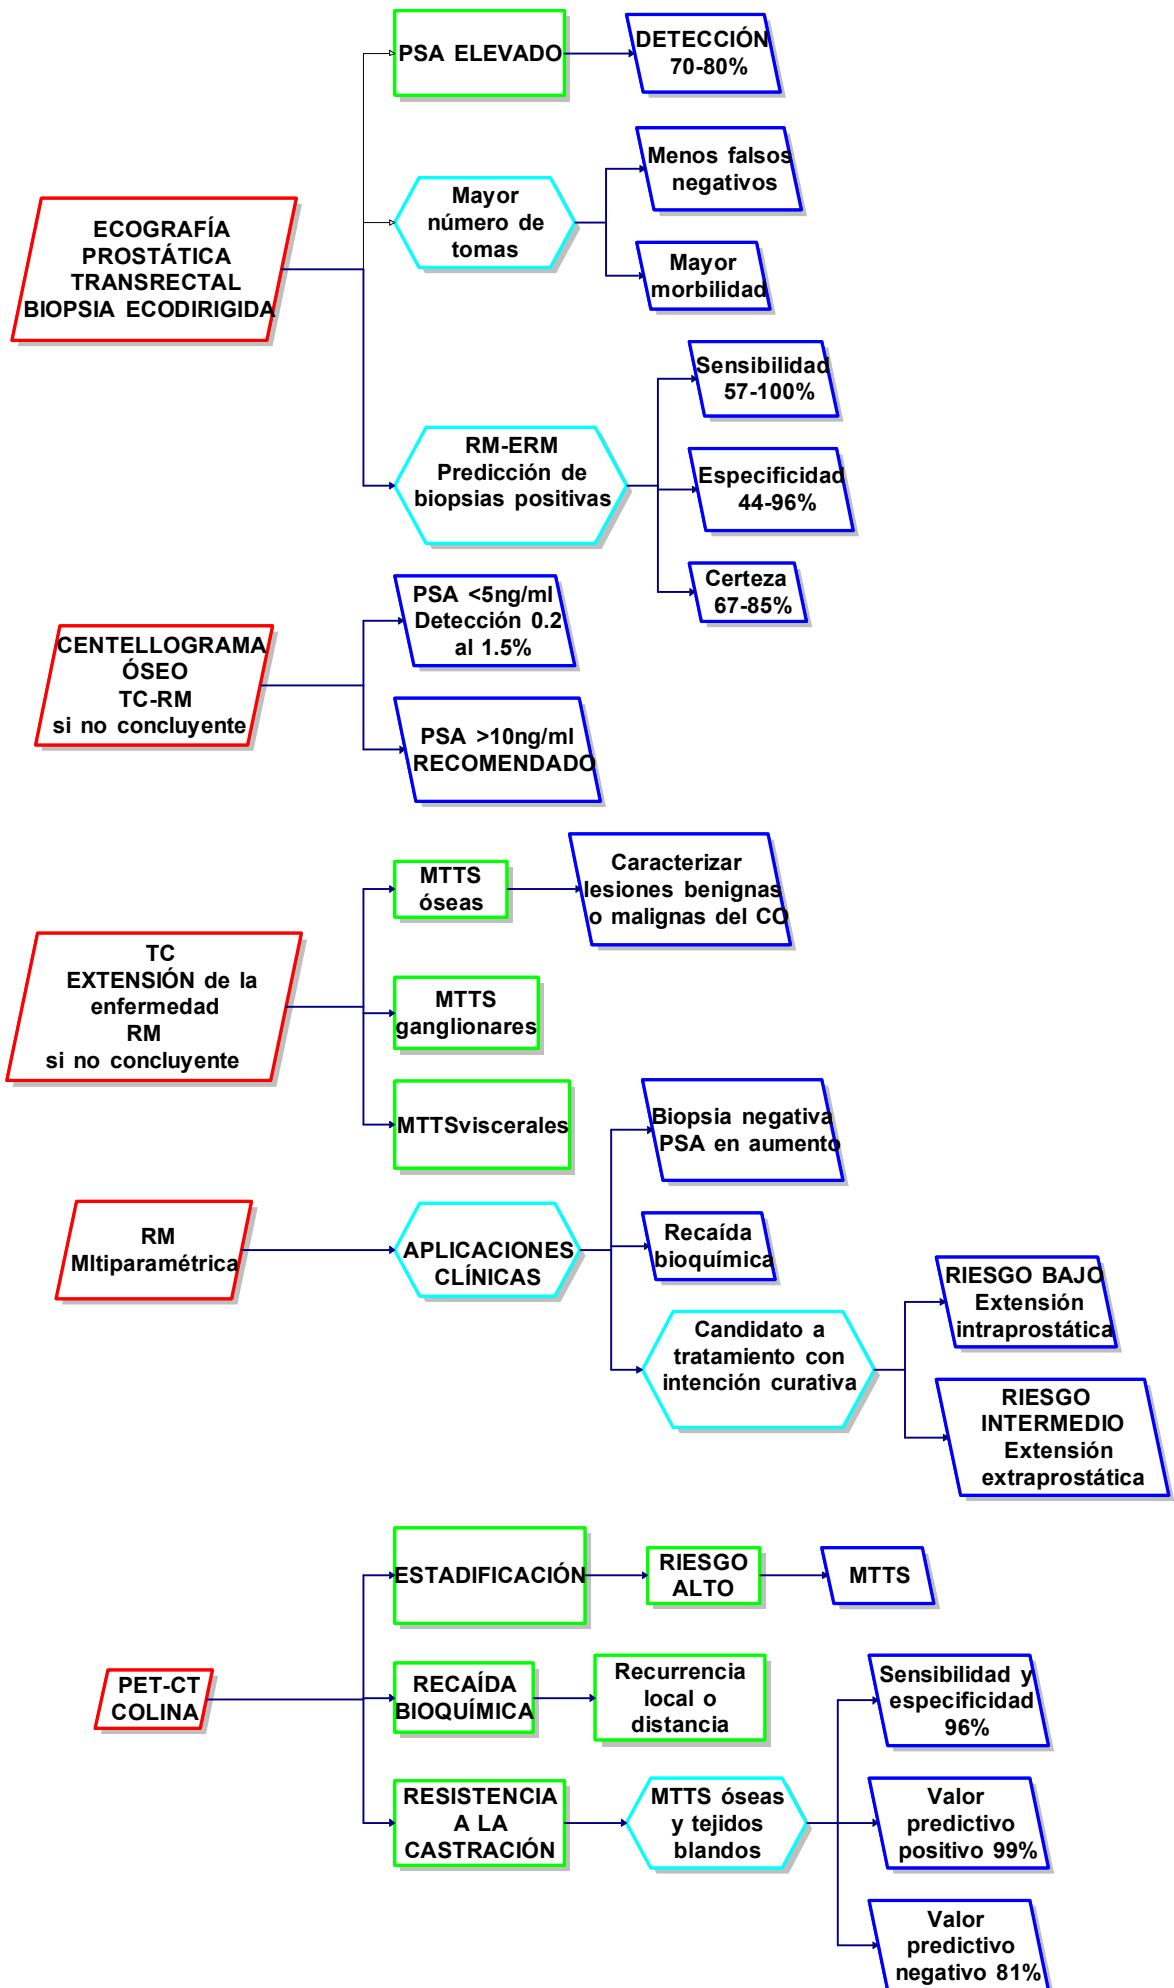 PSA ELEVADO
DETECCIÓN
70-80%
Menos falsos
negativos
Mayor
número de
tomas
Mayor
morbilidad
ECOGRAFÍA
PROSTÁTICA
TRANSRECTAL
BIOPSIA ECODIRIGIDA
Sensibilidad
57-100%
RM-ERM
Predicción de
biopsias positivas
Especificidad
44-96%
Certeza
67-85%
PSA <5ng/ml
Detección 0.2
al 1.5%
CENTELLOGRAMA
ÓSEO
TC-RM
si no concluyente
PSA >10ng/ml
RECOMENDADO
MTTS
óseas
Caracterizar
lesiones benignas
o malignas del CO
TC
EXTENSIÓN de la
enfermedad
RM
si no concluyente
MTTS
ganglionares
MTTSviscerales
Biopsia negativa
PSA en aumento
RM
Mltiparamétrica
APLICACIONES
CLÍNICAS
Recaída
bioquímica
RIESGO BAJO
Extensión
intraprostática
Candidato a
tratamiento con
intención curativa
RIESGO
INTERMEDIO
Extensión
extraprostática
ESTADIFICACIÓN
RIESGO
ALTO
MTTS
PET-CT
COLINA
RECAÍDA
BIOQUÍMICA
Recurrencia
local o
distancia
Sensibilidad y
especificidad
96%
RESISTENCIA
A LA
CASTRACIÓN
MTTS óseas
y tejidos
blandos
Valor
predictivo
positivo 99%
Valor
predictivo
negativo 81%